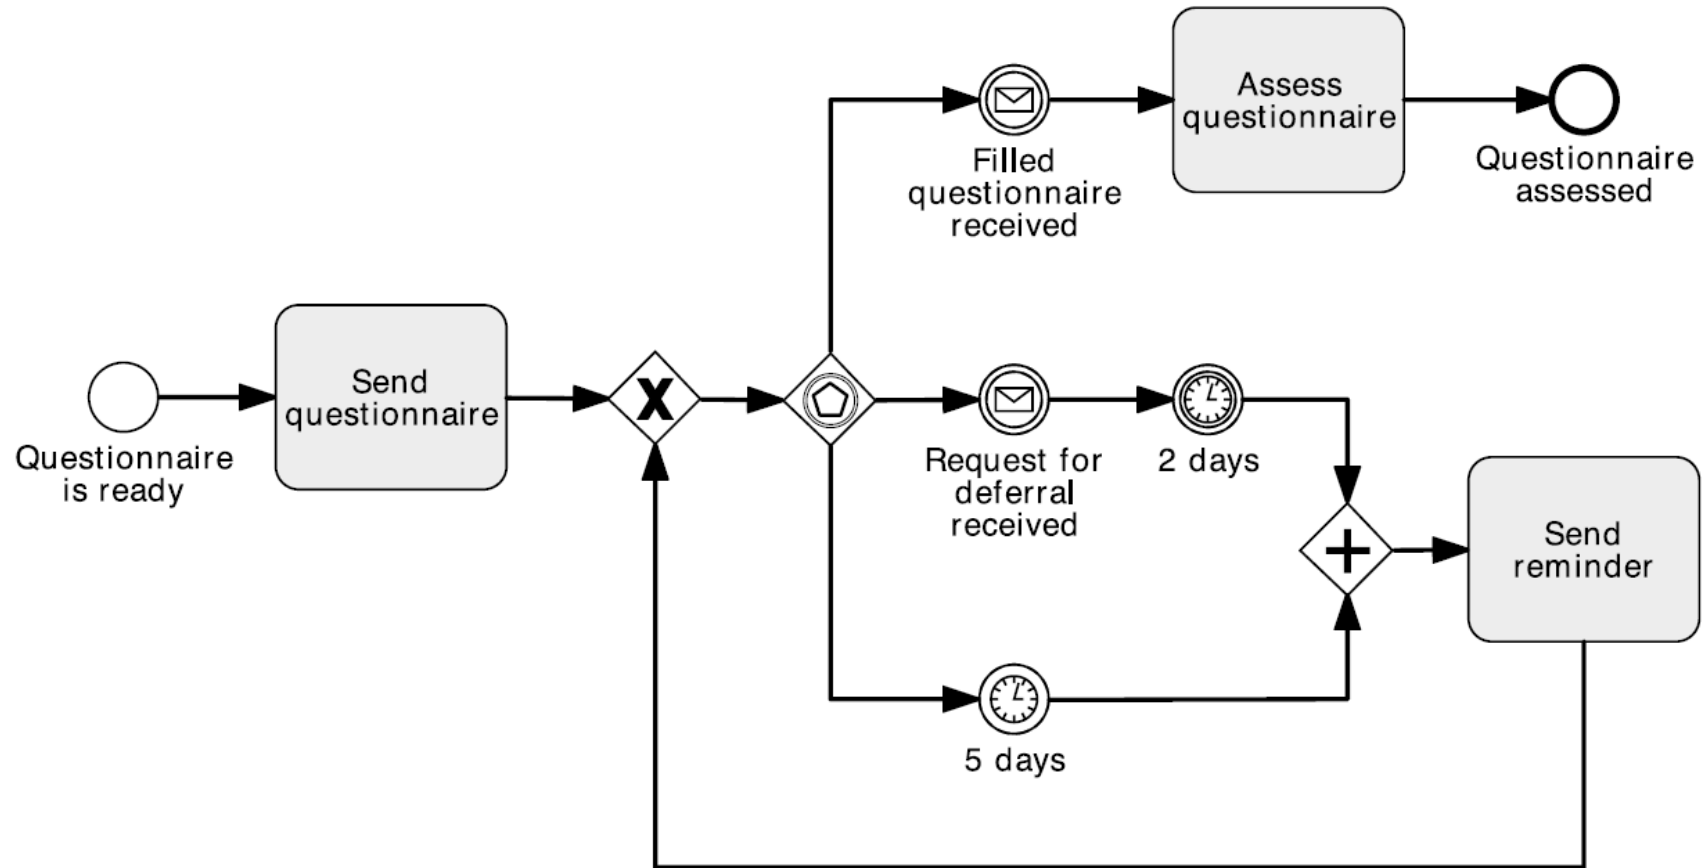 Assess
questionnaire
Filled
questionnaire
received
Questionnaire
assessed
Send
questionnaire
X
Questionnaire
is ready
Request for
deferral
received
2 days
Send
reminder
5 days